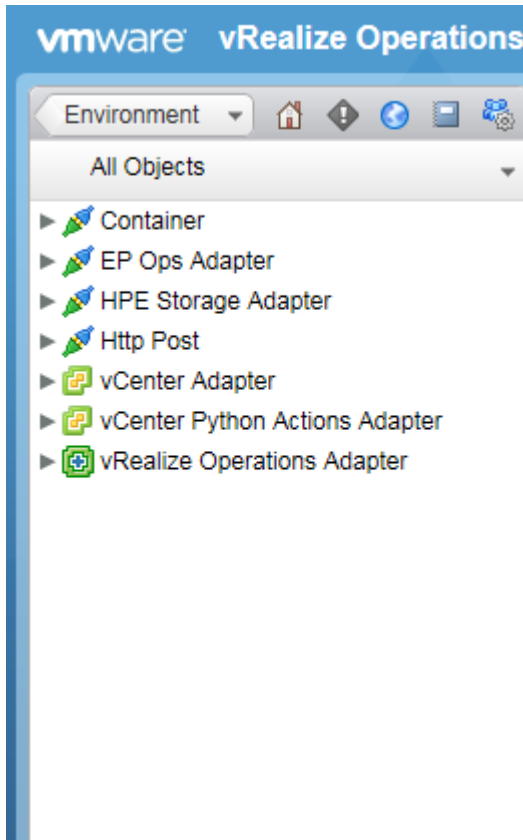 vmware vRealize Operations
Environment
All Objects
Container
EP Ops Adapter
HPE Storage Adapter
Http Post
vCenter Adapter
vCenter Python Actions Adapter
vRealize Operations Adapter